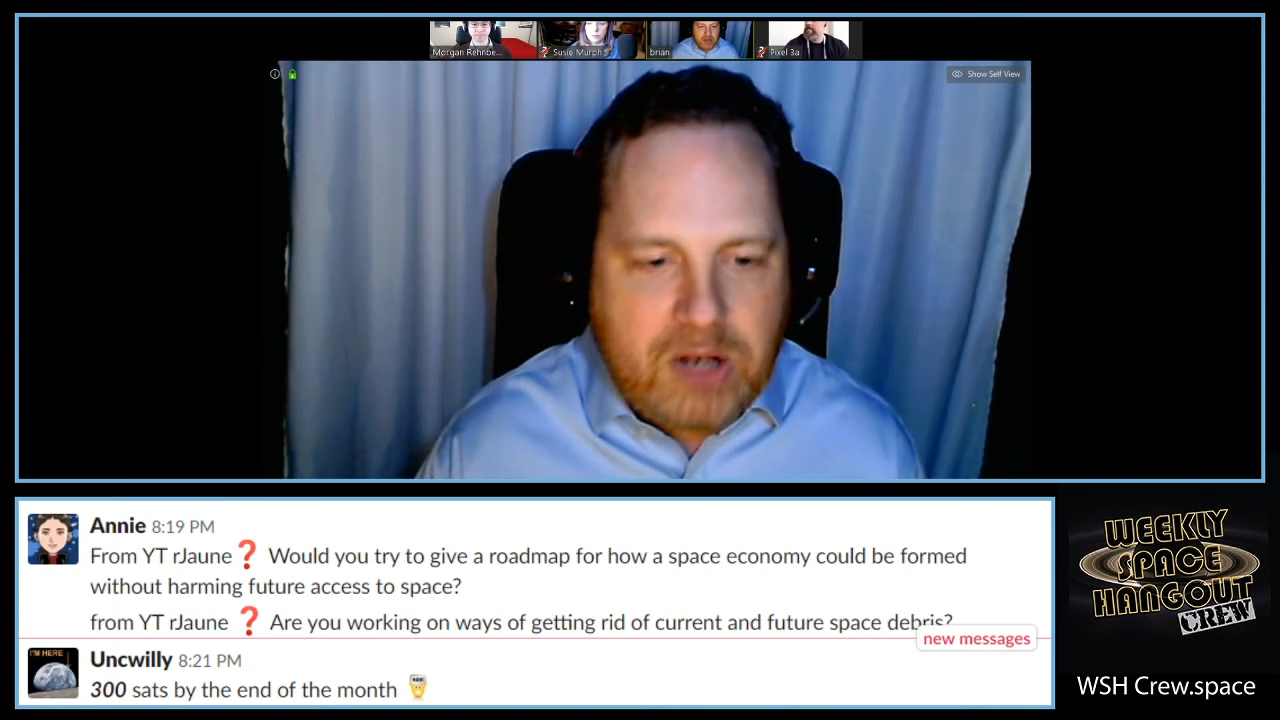 Morgan Rehnbe...
Susie Murph
brian
Pixel 3a
Show Self View
Annie 8:19 PM
From YT rJaune❓ Would you try to give a roadmap for how a space economy could be formed
without harming future access to space?
from YT rJaune ❓ Are you working on ways of getting rid of current and future space debris?
new messages
I'M HERE
Uncwilly 8:21 PM
300 sats by the end of the month
WEEKLY
SPACE
HANGOUT
CREW
WSH Crew.space